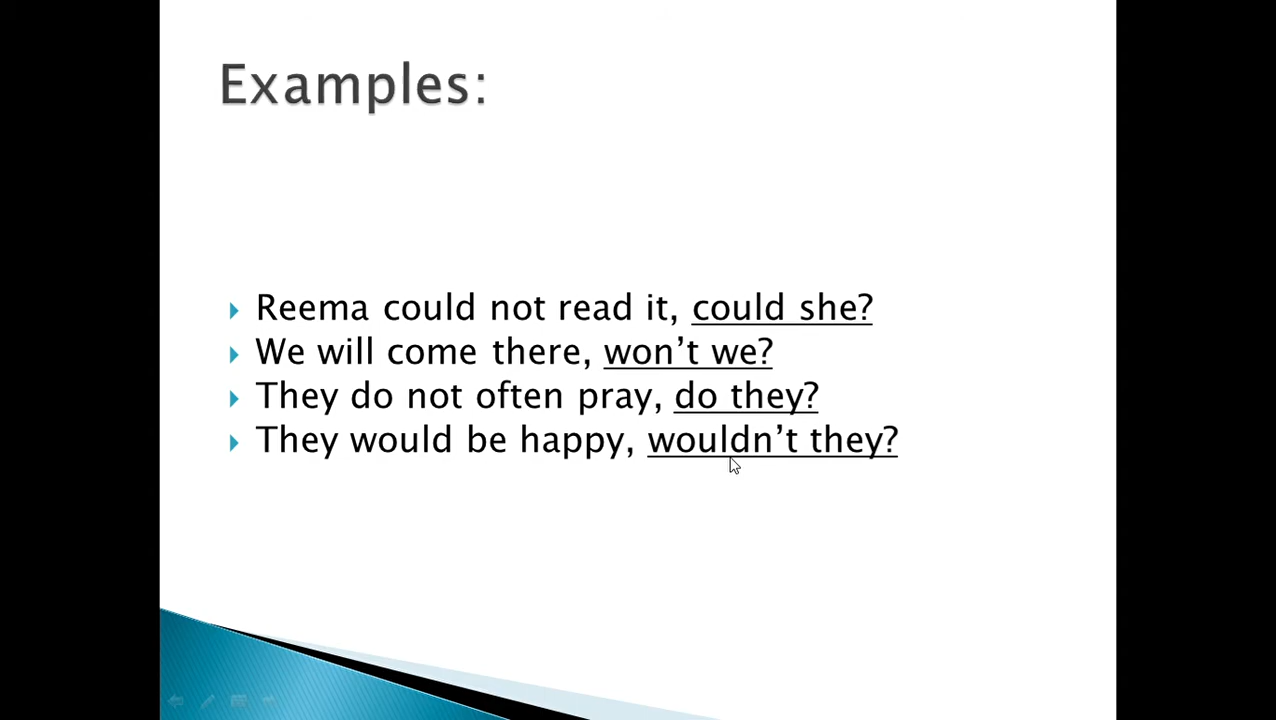 Examples:
Reema could not read it, could she?
We will come there, won’t we?
They do not often pray, do they?
They would be happy, wouldn’t they?